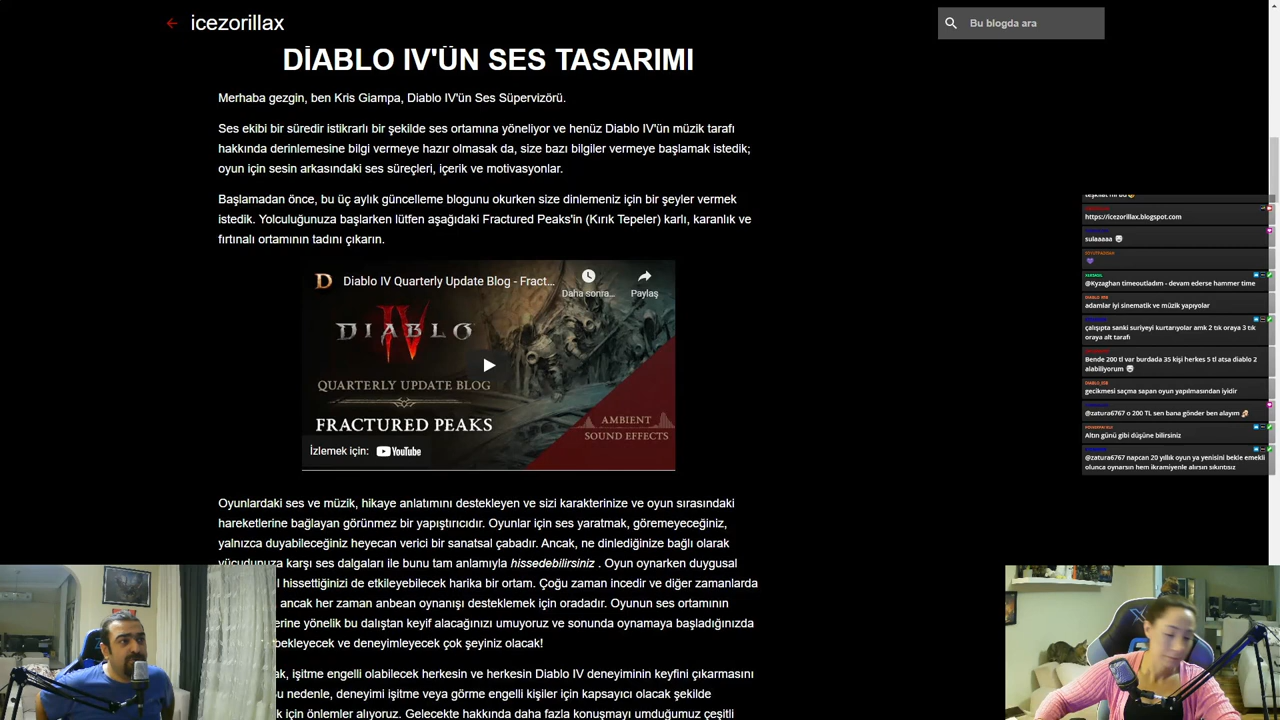 icezorillax
Bu blogda ara
DİABLO IV'ÜN SES TASARIMI
Merhaba gezgin, ben Kris Giampa, Diablo IV'ün Ses Süpervizörü.
Ses ekibi bir süredir istikrarlı bir şekilde ses ortamına yöneliyor ve henüz Diablo IV'ün müzik tarafı
hakkında derinlemesine bilgi vermeye hazır olmasak da, size bazı bilgiler vermeye başlamak istedik;
oyun için sesin arkasındaki ses süreçleri, içerik ve motivasyonlar.
Başlamadan önce, bu üç aylık güncelleme blogunu okurken size dinlemeniz için bir şeyler vermek
istedik. Yolculuğunuza başlarken lütfen aşağıdaki Fractured Peaks'in (Kırık Tepeler) karlı, karanlık ve
fırtınalı ortamının tadını çıkarın.
Diablo IV Quarterly Update Blog - Fract...
Daha sonra...
Paylaş
DIABLO
IV
QUARTERLY UPDATE BLOG
FRACTURED PEAKS
AMBIENT
SOUND EFFECTS
İzlemek için: YouTube
Oyunlardaki ses ve müzik, hikaye anlatımını destekleyen ve sizi karakterinize ve oyun sırasındaki
hareketlerine bağlayan görünmez bir yapıştırıcıdır. Oyunlar için ses yaratmak, göremeyeceğiniz,
yalnızca duyabileceğiniz heyecan verici bir sanatsal çabadır. Ancak, ne dinlediğinize bağlı olarak
vücudunuza karşı ses dalgaları ile bunu tam anlamıyla hissedebilirsiniz . Oyun oynarken duygusal
hissettiğinizi de etkileyebilecek harika bir ortam. Çoğu zaman incedir ve diğer zamanlarda
ancak her zaman anbean oynanışı desteklemek için oradadır. Oyunun ses ortamının
erine yönelik bu dalıştan keyif alacağınızı umuyoruz ve sonunda oynamaya başladığınızda
bekleyecek ve deneyimleyecek çok şeyiniz olacak!
ak, işitme engelli olabilecek herkesin ve herkesin Diablo IV deneyiminin keyfini çıkarmasını
u nedenle, deneyimi işitme veya görme engelli kişiler için kapsayıcı olacak şekilde
k için önlemler alıyoruz. Gelecekte hakkında daha fazla konuşmayı umduğumuz çeşitli
https://icezorillax.blogspot.com
sulaaaaa
@Kyzaghan timeoutladım - devam ederse hammer time
DIABLO_IEB
adamlar iyi sinematik ve müzik yapıyolar
çalışıpta sanki suriyeyi kurtarıyolar amk 2 tık oraya 3 tık
oraya alt tarafı
Bende 200 tl var burdada 35 kişi herkes 5 tl atsa diablo 2
alabiliyorum
gecikmesi saçma sapan oyun yapılmasından iyidir
@zatura6767 o 200 TL sen bana gönder ben alayım
Altın günü gibi düşüne bilirsiniz
@zatura6767 napcan 20 yıllık oyun ya yenisini bekle emekli
olunca oynarsın hem ikramiyenle alırsın sıkıntısız